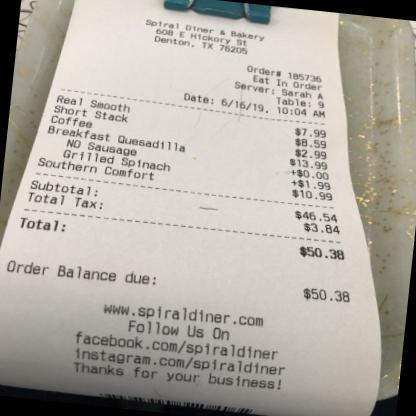 Spiral Diner & Bakery
608 E Hickory St
Denton, TX 76205
Order# 185736
Eat In Order
Server: Sarah A
Table: 9
Date: 6/16/19, 10:04 AM
Real Smooth $7.99
Short Stack $8.59
Coffee $2.99
Breakfast Quesadilla $13.99
NO Sausage +$0.00
Grilled Spinach +$1.99
Southern Comfort $10.99
Subtotal: $46.54
Total Tax: $3.84
Total: $50.38
Order Balance due: $50.38
www.spiraldiner.com
Follow Us On
facebook.com/spiraldiner
instagram.com/spiraldiner
Thanks for your business!